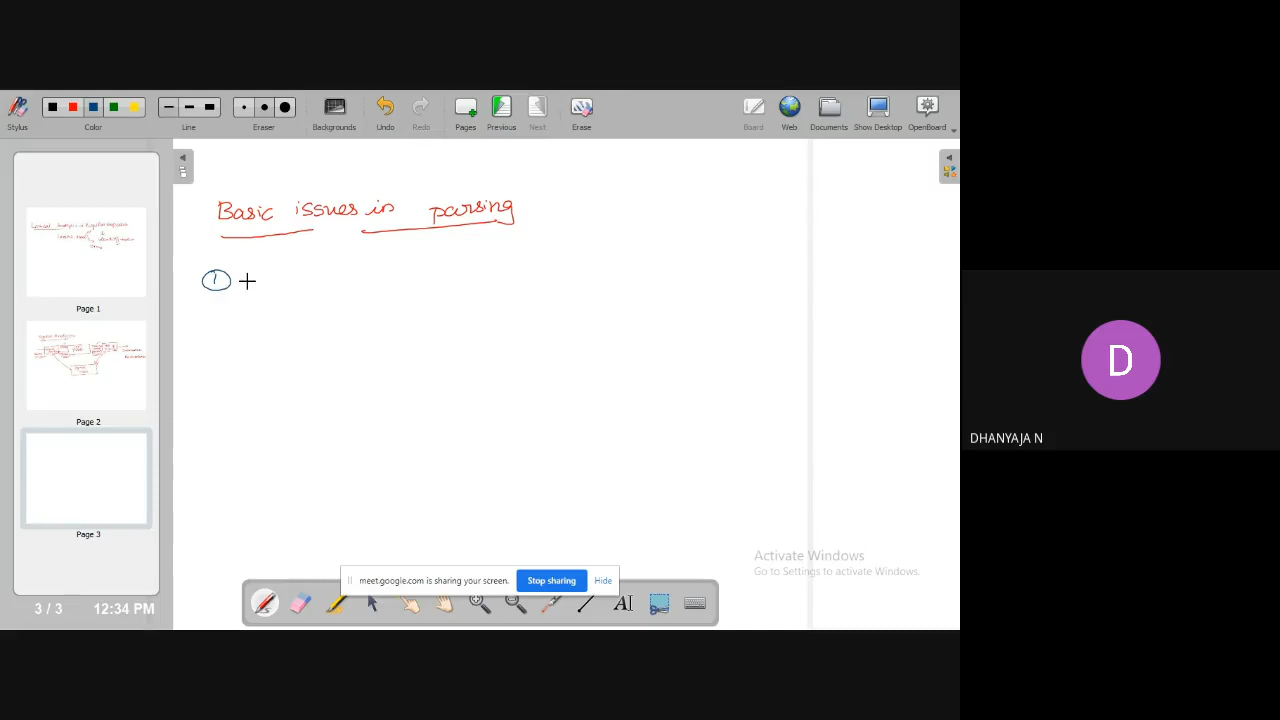 Stylus
Color
Line
Eraser
Backgrounds
Undo
Redo
Pages
Previous
Next
Erase
Board
Web
Documents
Show Desktop
OpenBoard
Basic issues in parsing
1
Page 1
Page 2
Page 3
D
DHANYAJA N
Activate Windows
Go to Settings to activate Windows.
meet.google.com is sharing your screen.
Stop sharing
Hide
3 / 3
12:34 PM
AI